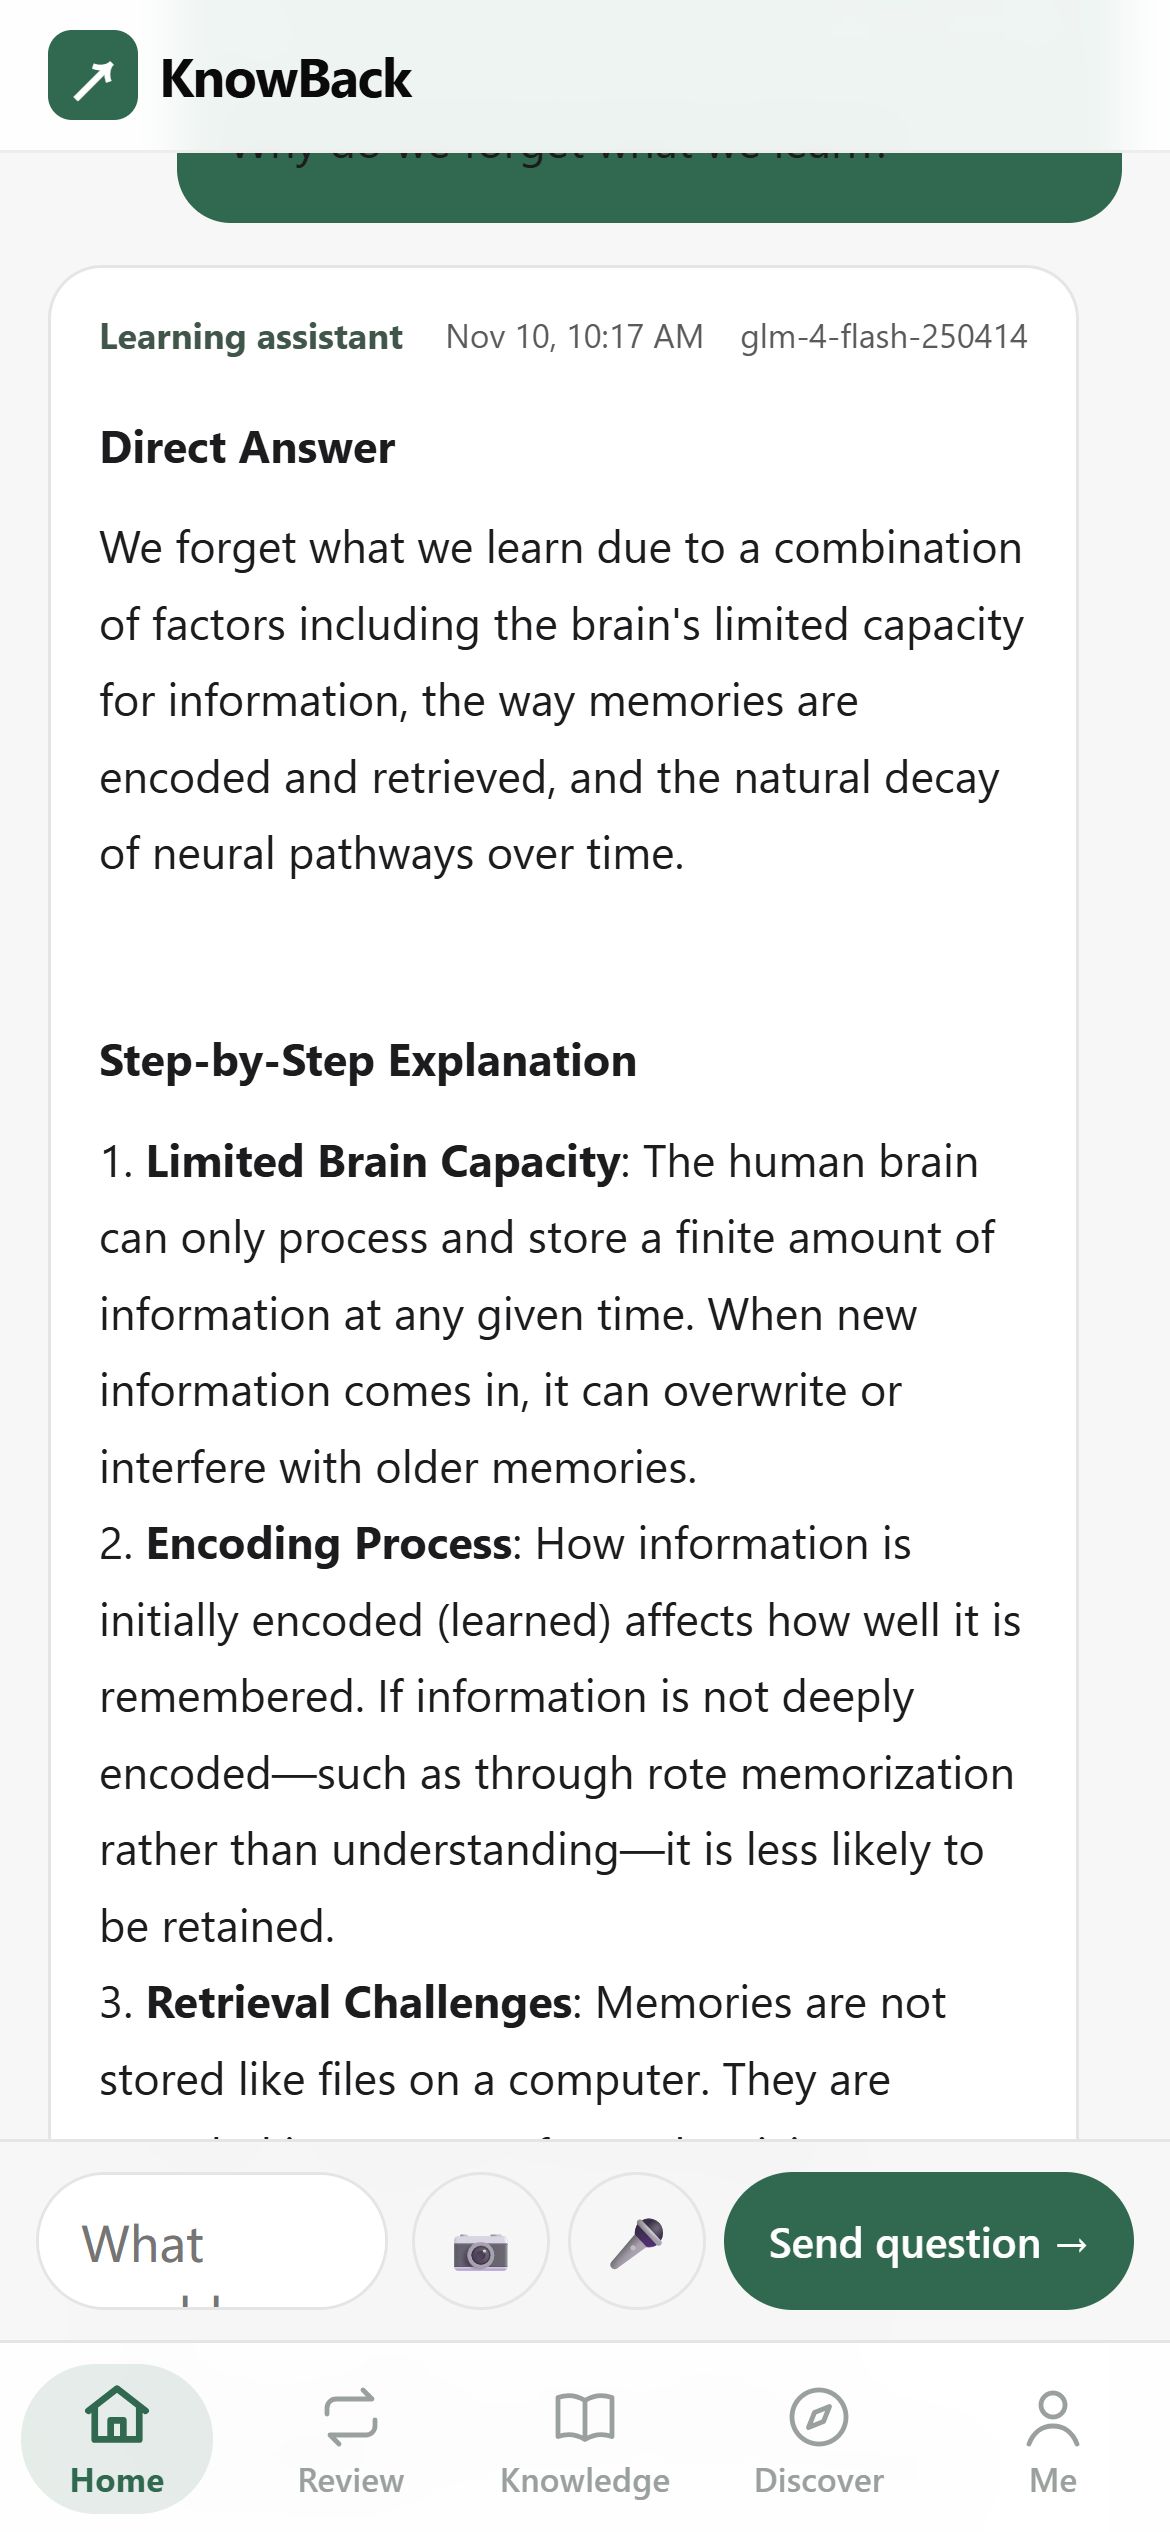 KnowBack
Why do we forget what we learn?
Learning assistant Nov 10, 10:17 AM glm-4-flash-250414
Direct Answer
We forget what we learn due to a combination
of factors including the brain's limited capacity
for information, the way memories are
encoded and retrieved, and the natural decay
of neural pathways over time.
Step-by-Step Explanation
1. Limited Brain Capacity: The human brain
can only process and store a finite amount of
information at any given time. When new
information comes in, it can overwrite or
interfere with older memories.
2. Encoding Process: How information is
initially encoded (learned) affects how well it is
remembered. If information is not deeply
encoded—such as through rote memorization
rather than understanding—it is less likely to
be retained.
3. Retrieval Challenges: Memories are not
stored like files on a computer. They are
What
Send question →
Home
Review
Knowledge
Discover
Me